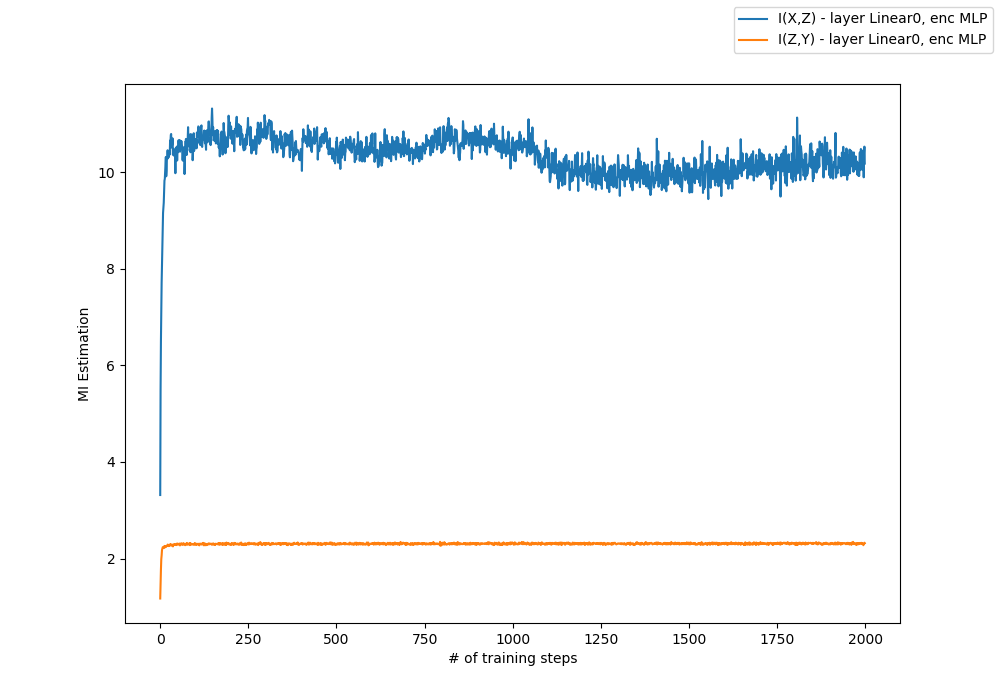 I(X,Z) - layer Linear0, enc MLP
I(Z,Y) - layer Linear0, enc MLP
10
8
6
4
2
MI Estimation
0 250 500 750 1000 1250 1500 1750 2000
# of training steps